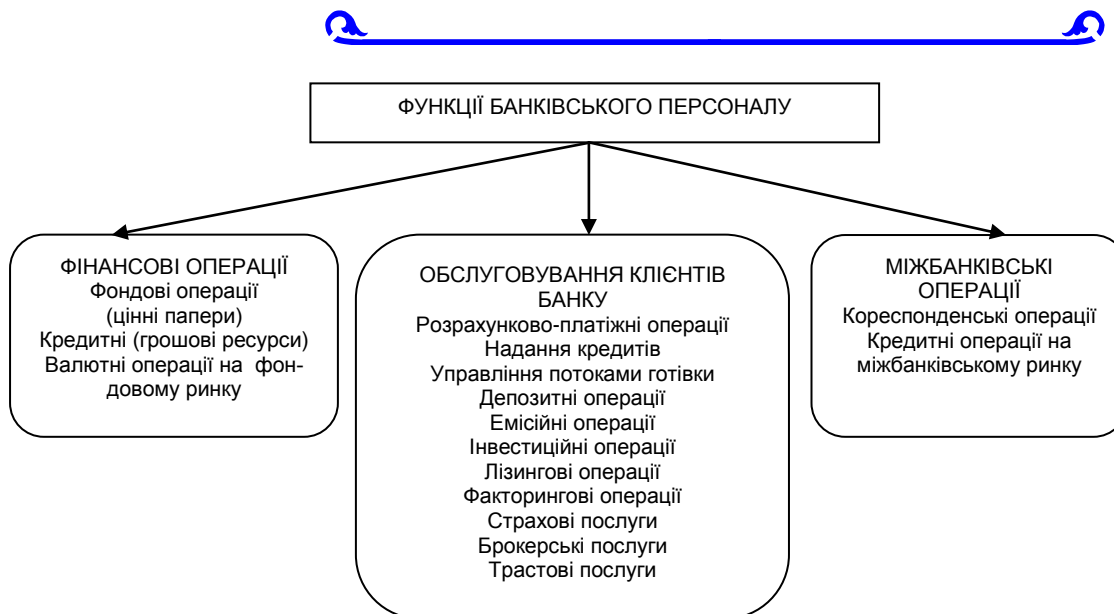 ФУНКЦІЇ БАНКІВСЬКОГО ПЕРСОНАЛУ
ФІНАНСОВІ ОПЕРАЦІЇ
Фондові операції
(цінні папери)
Кредитні (грошові ресурси)
Валютні операції на фон-
довому ринку
ОБСЛУГОВУВАННЯ КЛІЄНТІВ
БАНКУ
Розрахунково-платіжні операції
Надання кредитів
Управління потоками готівки
Депозитні операції
Емісійні операції
Інвестиційні операції
Лізингові операції
Факторингові операції
Страхові послуги
Брокерські послуги
Трастові послуги
МІЖБАНКІВСЬКІ
ОПЕРАЦІЇ
Кореспонденські операції
Кредитні операції на
міжбанківському ринку